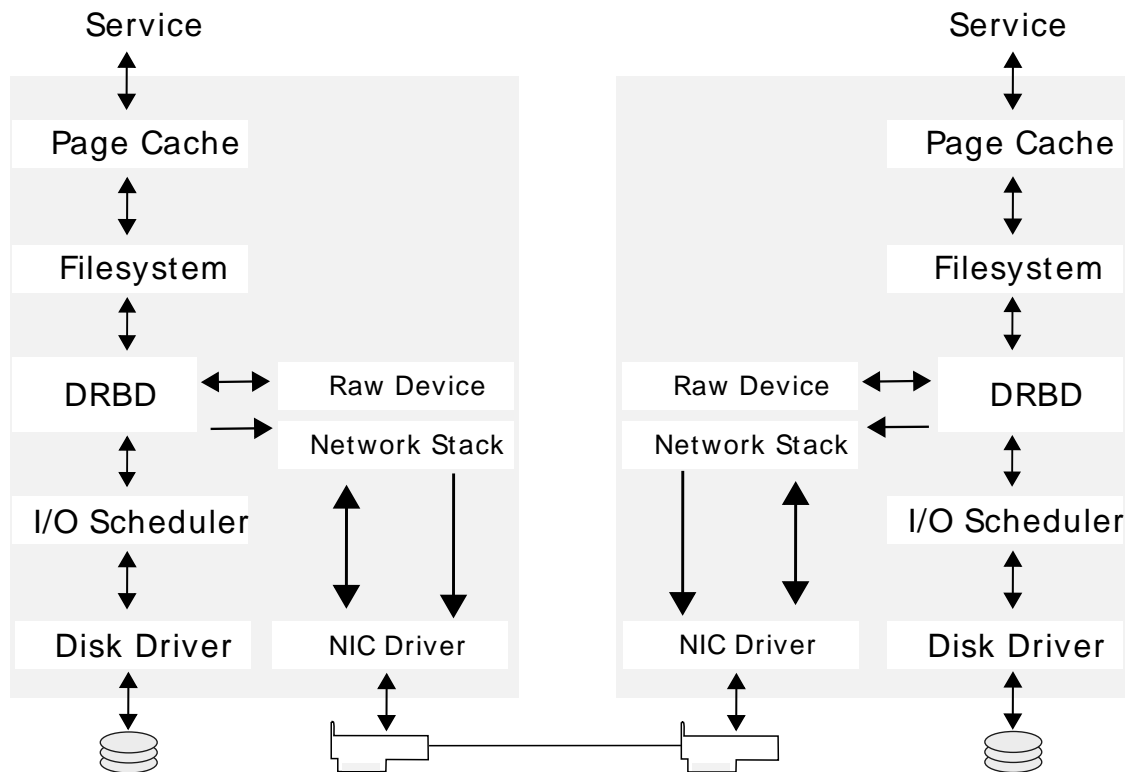 Service
Service
Page Cache
Page Cache
Filesystem
Filesystem
DRBD
Raw Device
Raw Device
DRBD
Network Stack
Network Stack
I/O Scheduler
I/O Scheduler
Disk Driver
NIC Driver
NIC Driver
Disk Driver